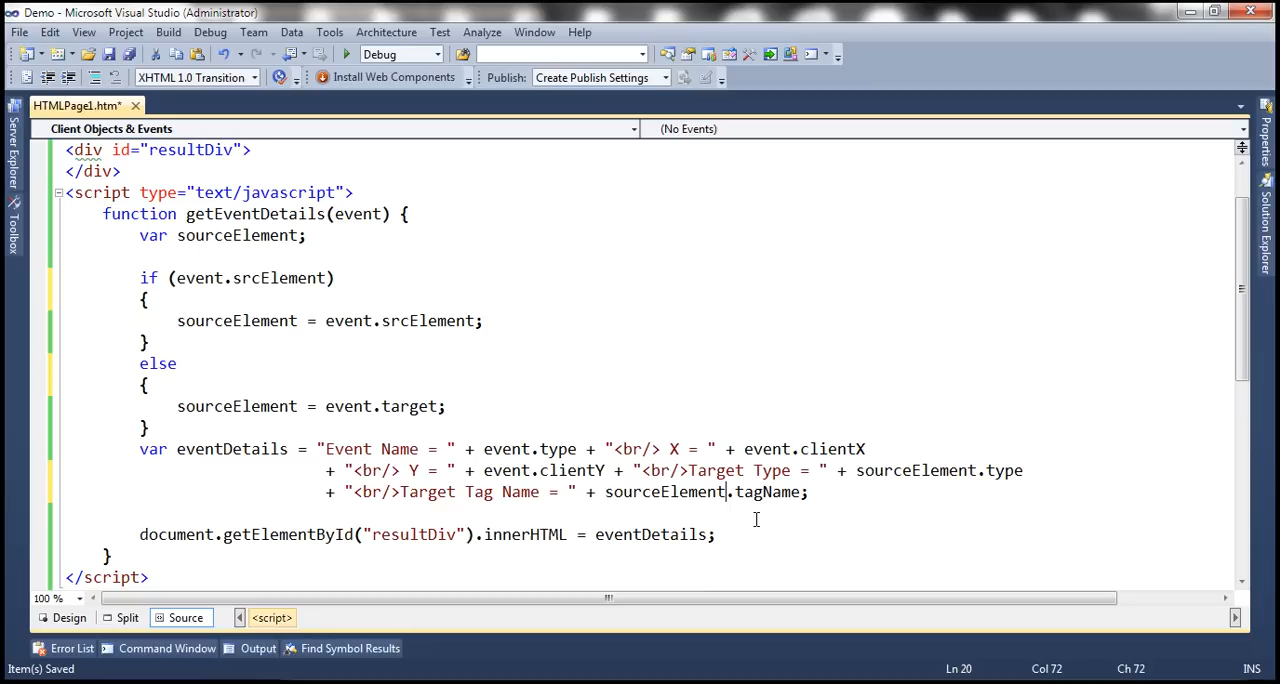 Demo - Microsoft Visual Studio (Administrator)
File Edit View Project Build Debug Team Data Tools Architecture Test Analyze Window Help
Debug
XHTML 1.0 Transition Install Web Components Publish: Create Publish Settings
HTMLPage1.htm*
Client Objects & Events (No Events)
Server Explorer
Toolbox
Properties
Solution Explorer
<div id="resultDiv">
</div>
<script type="text/javascript">
function getEventDetails(event) {
var sourceElement;
if (event.srcElement)
{
sourceElement = event.srcElement;
}
else
{
sourceElement = event.target;
}
var eventDetails = "Event Name = " + event.type + "<br/> X = " + event.clientX
+ "<br/> Y = " + event.clientY + "<br/>Target Type = " + sourceElement.type
+ "<br/>Target Tag Name = " + sourceElement.tagName;
document.getElementById("resultDiv").innerHTML = eventDetails;
}
</script>
100 %
Design Split Source <script>
Error List Command Window Output Find Symbol Results
Item(s) Saved Ln 20 Col 72 Ch 72 INS